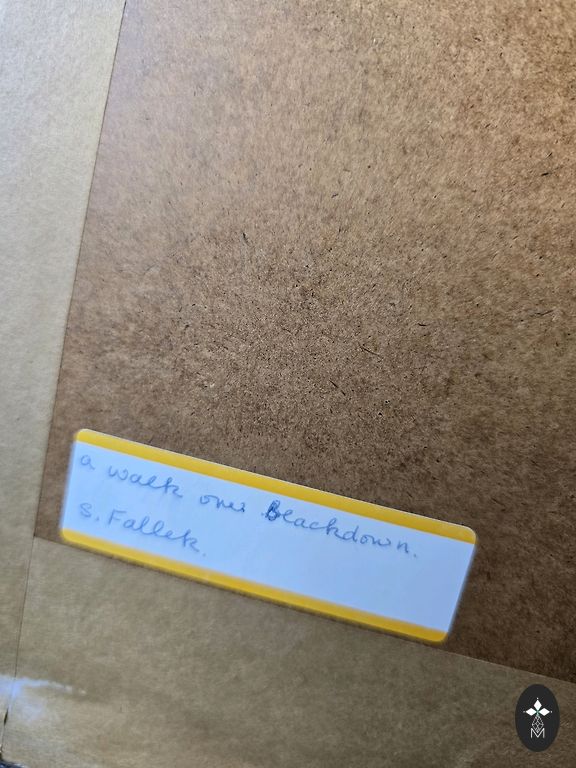 a walk over Blackdown.
S. Fallek.
M